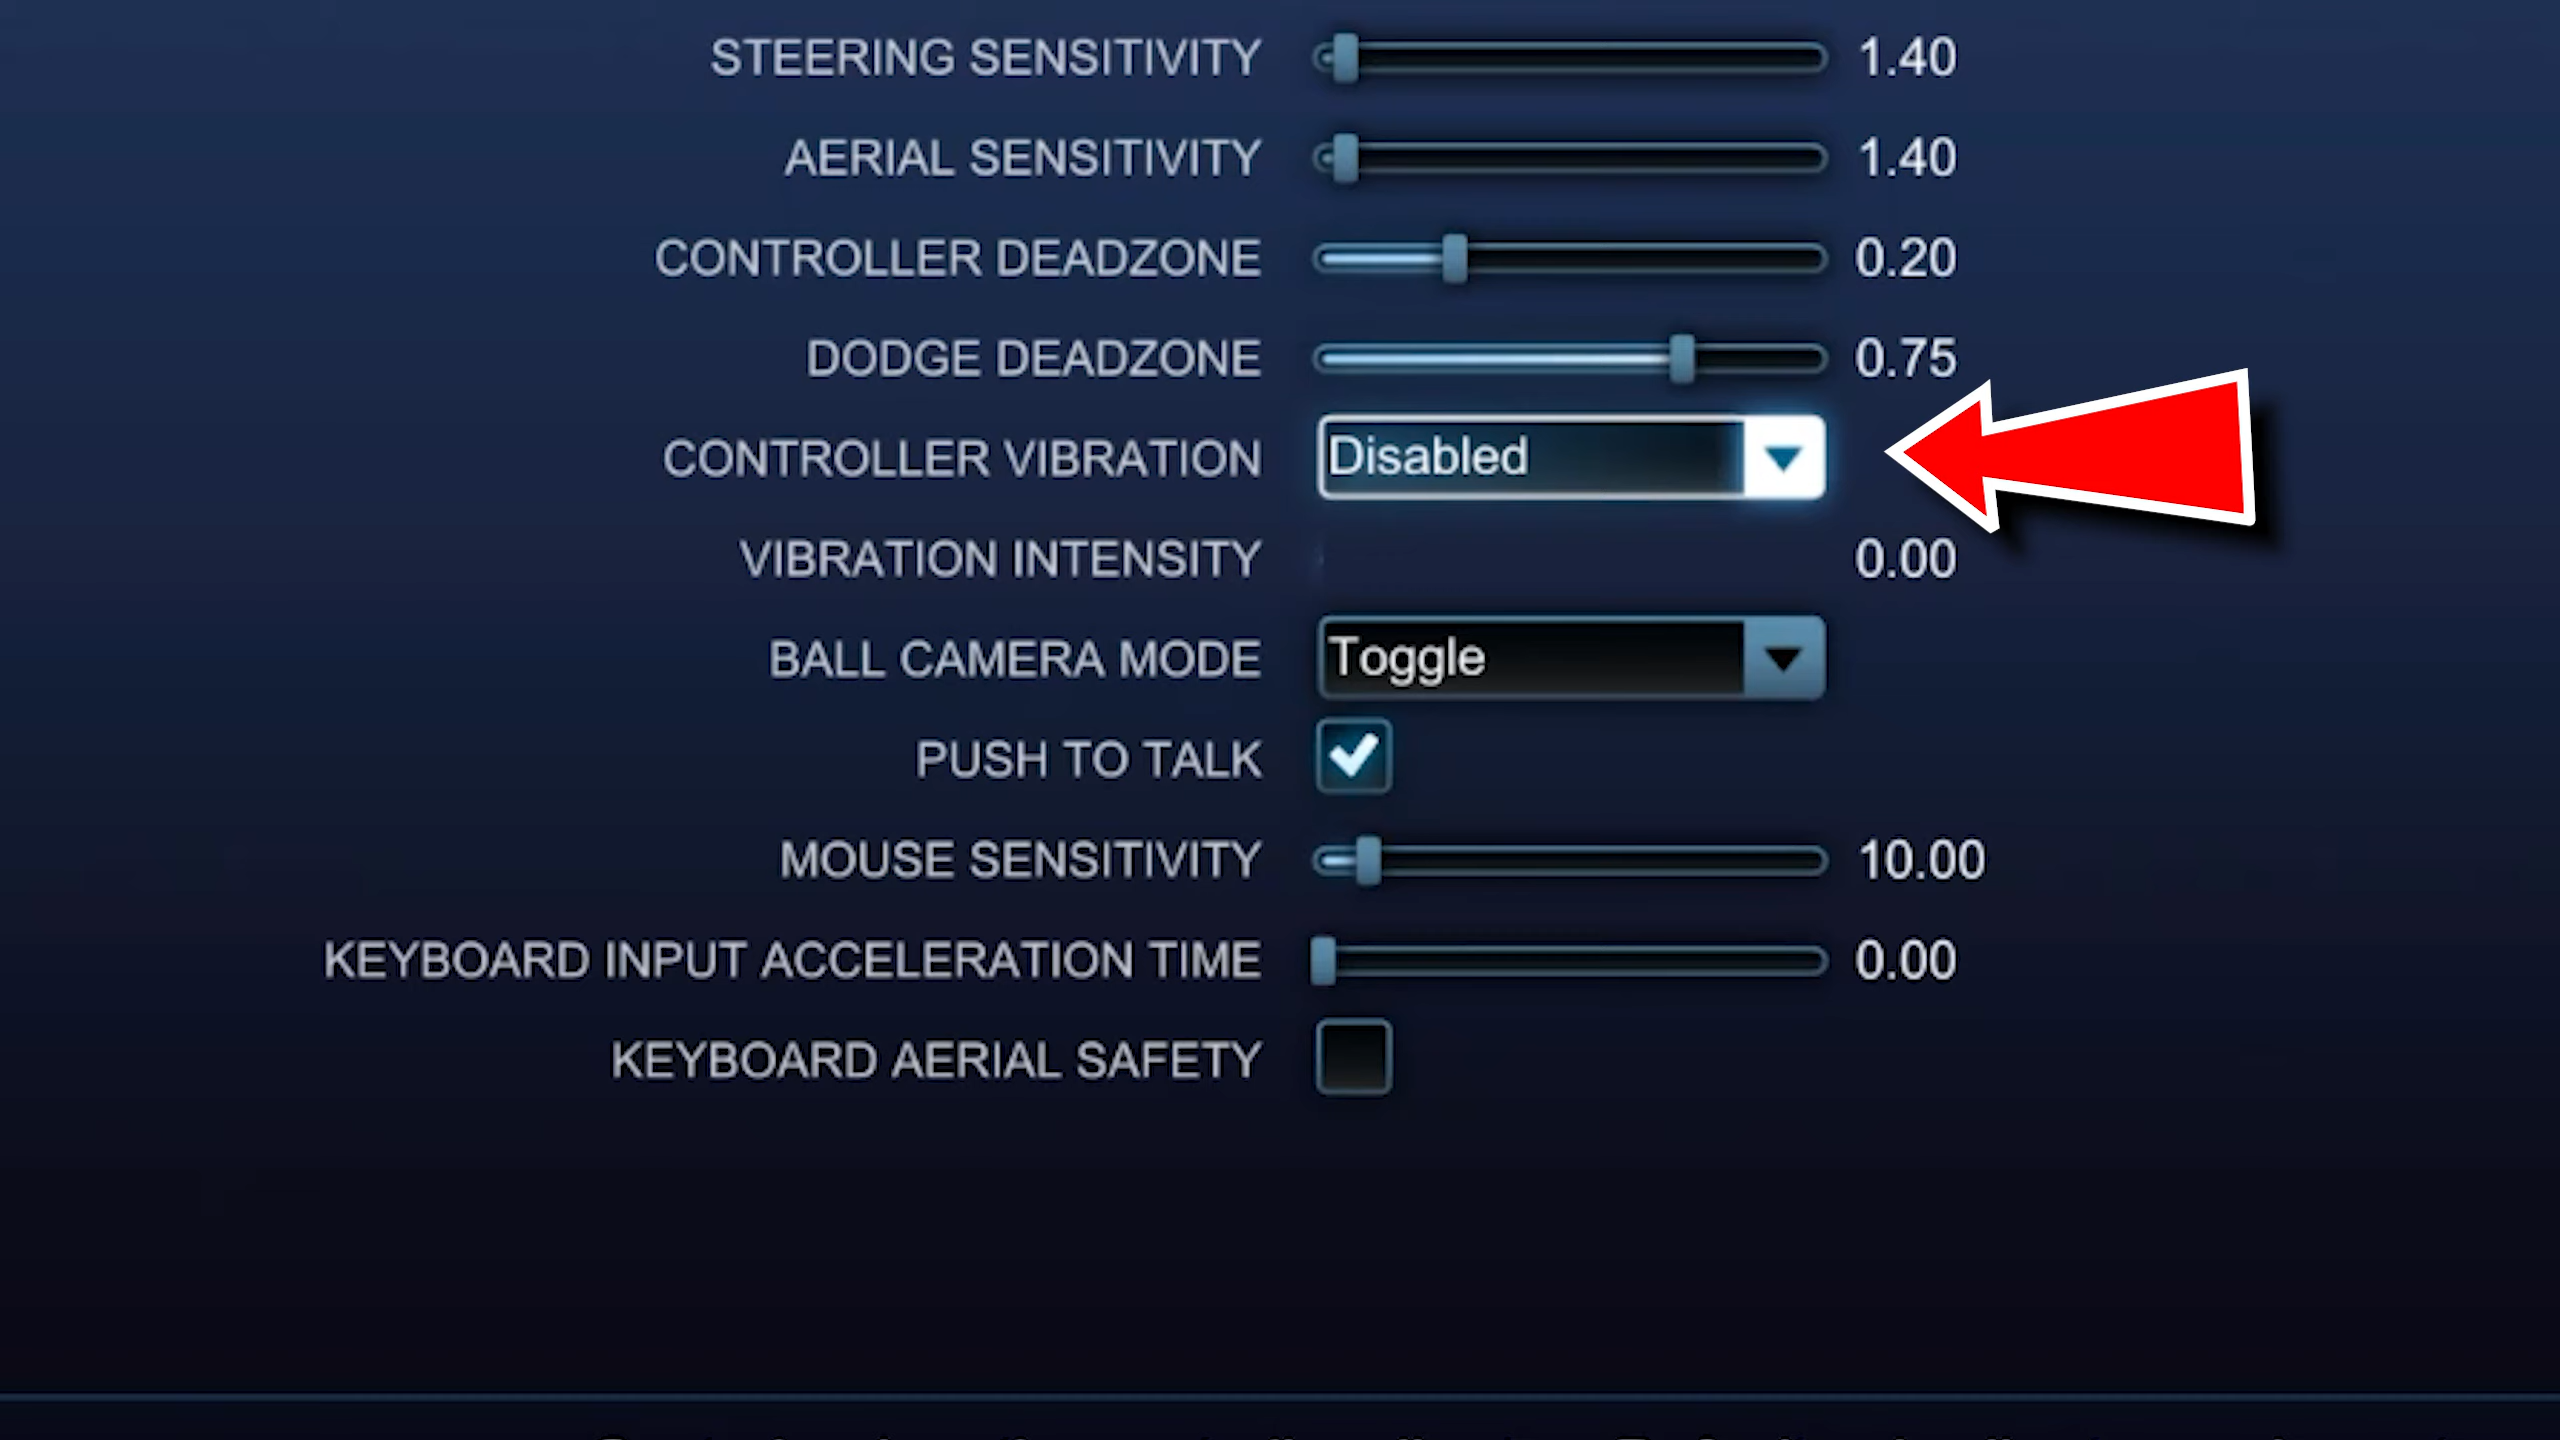 STEERING SENSITIVITY 1.40
AERIAL SENSITIVITY 1.40
CONTROLLER DEADZONE 0.20
DODGE DEADZONE 0.75
CONTROLLER VIBRATION Disabled
VIBRATION INTENSITY 0.00
BALL CAMERA MODE Toggle
PUSH TO TALK
MOUSE SENSITIVITY 10.00
KEYBOARD INPUT ACCELERATION TIME 0.00
KEYBOARD AERIAL SAFETY